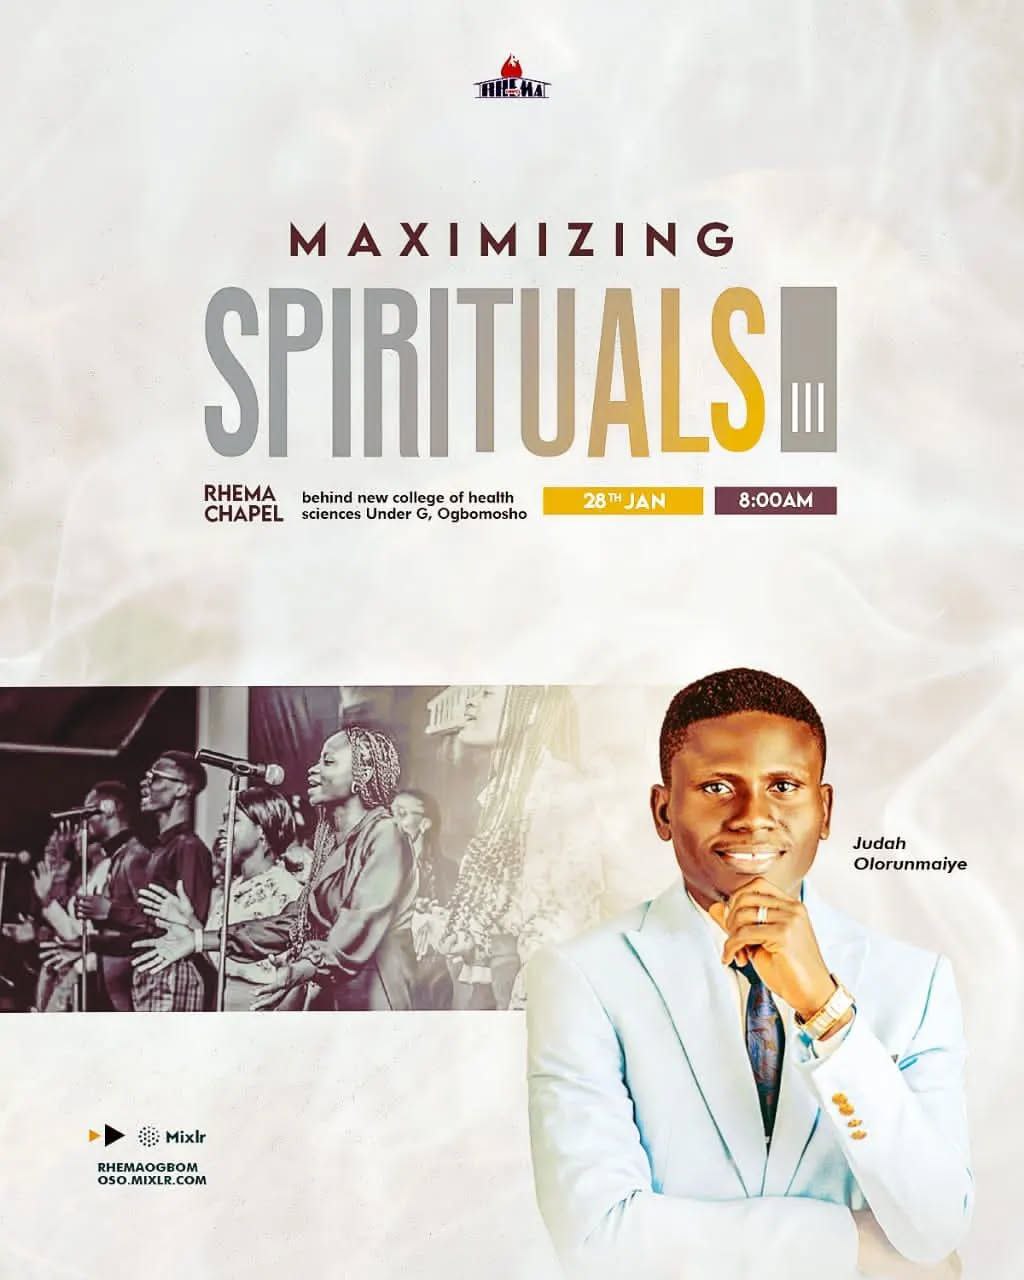 RHEMA
MAXIMIZING
SPIRITUALS III
RHEMA
CHAPEL
behind new college of health
sciences Under G, Ogbomosho
28TH JAN
8:00AM
Judah
Olorunmaiye
Mixlr
RHEMAOGBOM
OSO.MIXLR.COM